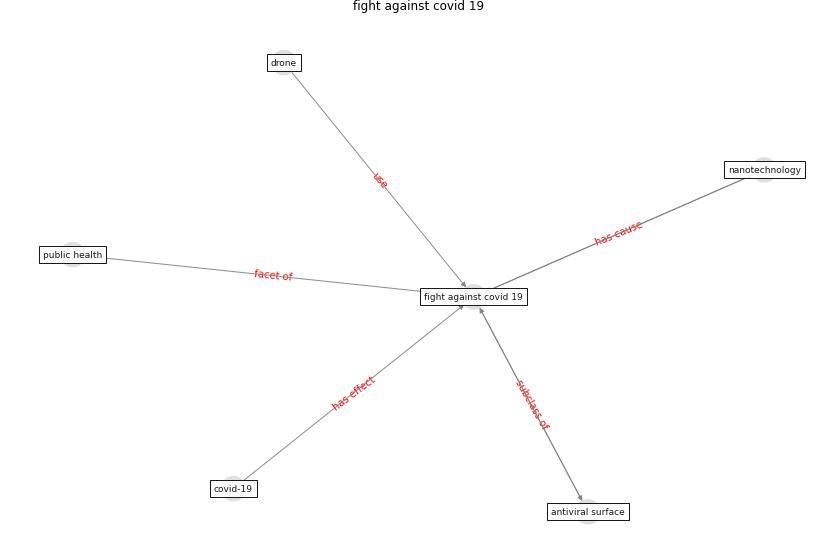 fight against covid 19
drone
use
nanotechnology
has cause
public health
facet of
fight against covid 19
has effect
subclass of
covid-19
antiviral surface